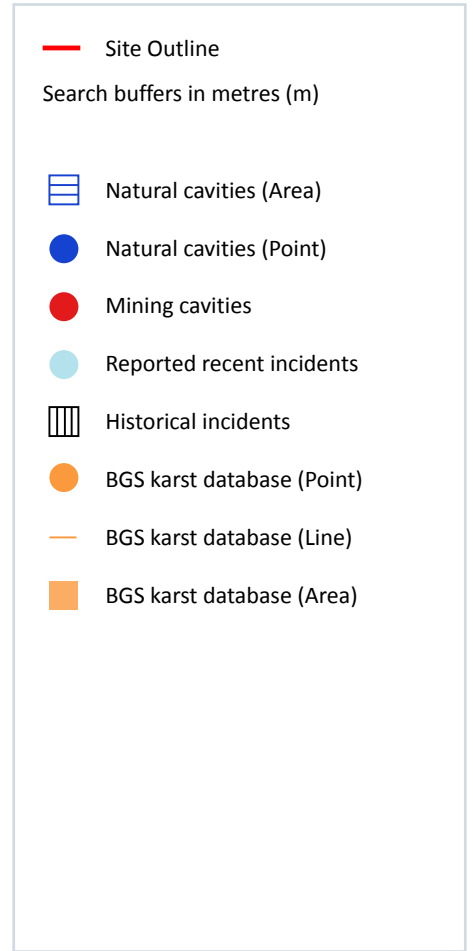 Site Outline
Search buffers in metres (m)
Natural cavities (Area)
Natural cavities (Point)
Mining cavities
Reported recent incidents
Historical incidents
BGS karst database (Point)
BGS karst database (Line)
BGS karst database (Area)